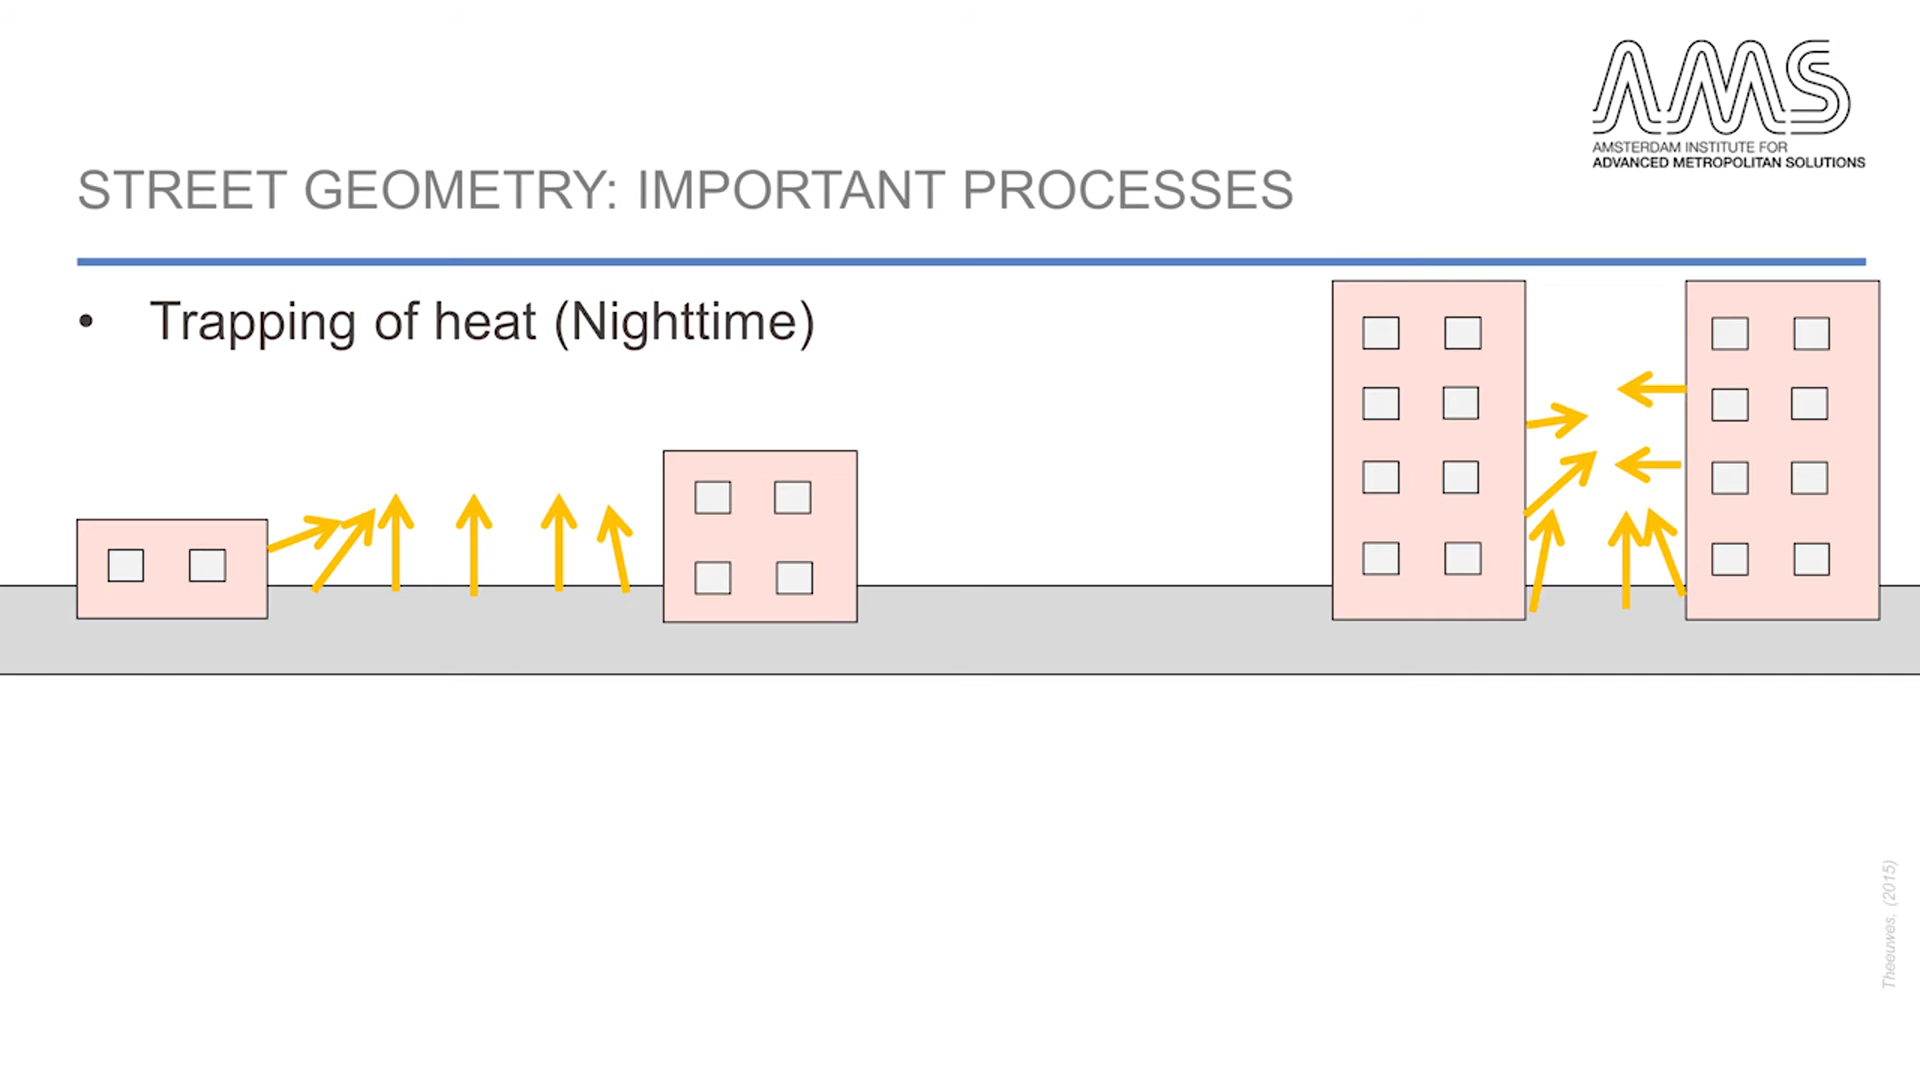 AMS
AMSTERDAM INSTITUTE FOR
ADVANCED METROPOLITAN SOLUTIONS
STREET GEOMETRY: IMPORTANT PROCESSES
• Trapping of heat (Nighttime)
Theeuwes, (2015)